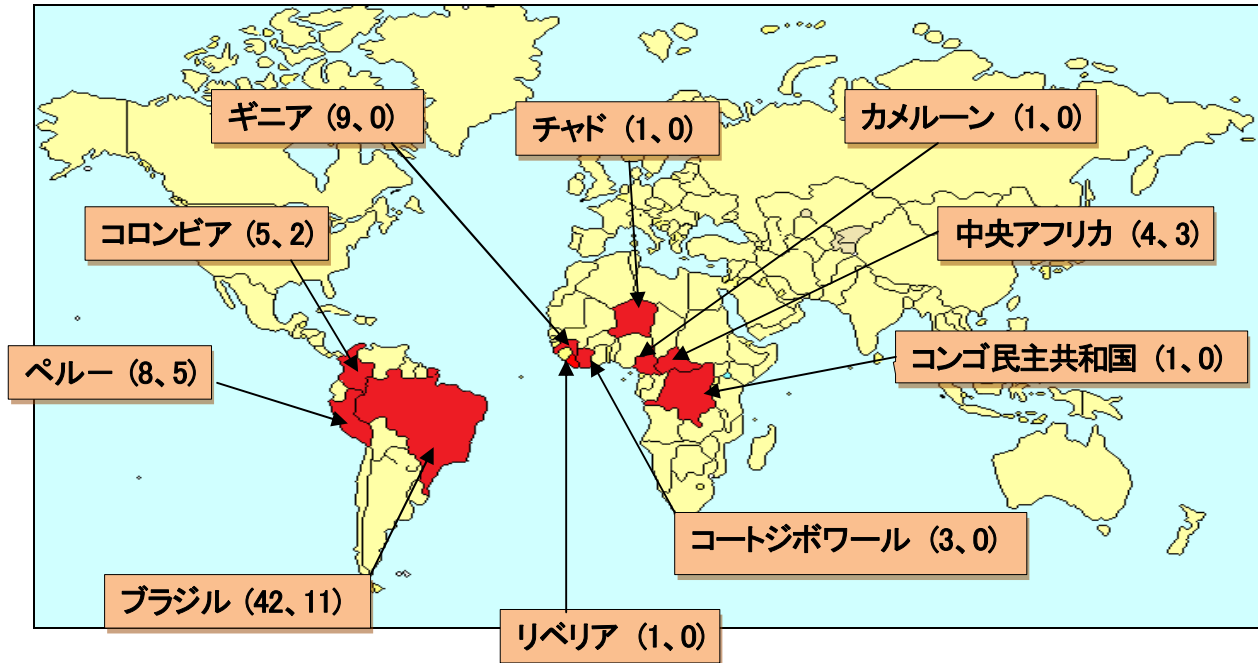 ギニア (9、0)
チャド (1、0)
カメルーン (1、0)
コロンビア (5、2)
中央アフリカ (4、3)
ペルー (8、5)
コンゴ民主共和国 (1、0)
コートジボワール (3、0)
ブラジル (42、11)
リベリア (1、0)